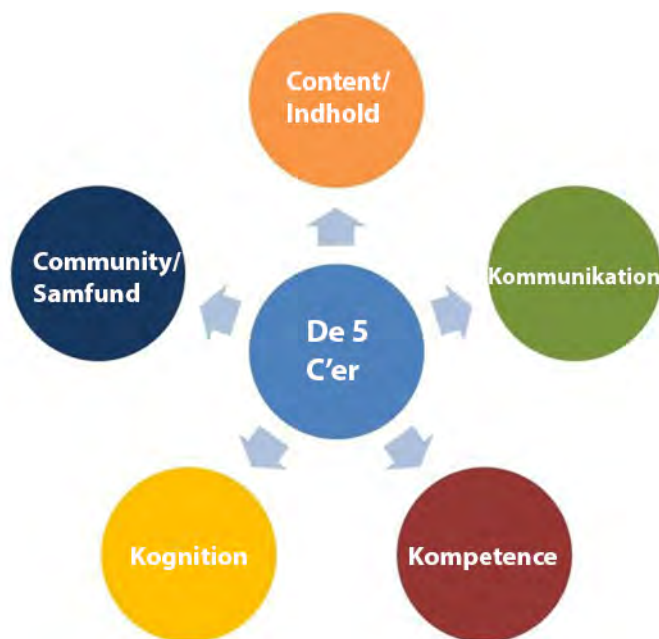 Content/
Indhold
Community/
Samfund
Kommunikation
De 5
C’er
Kognition
Kompetence